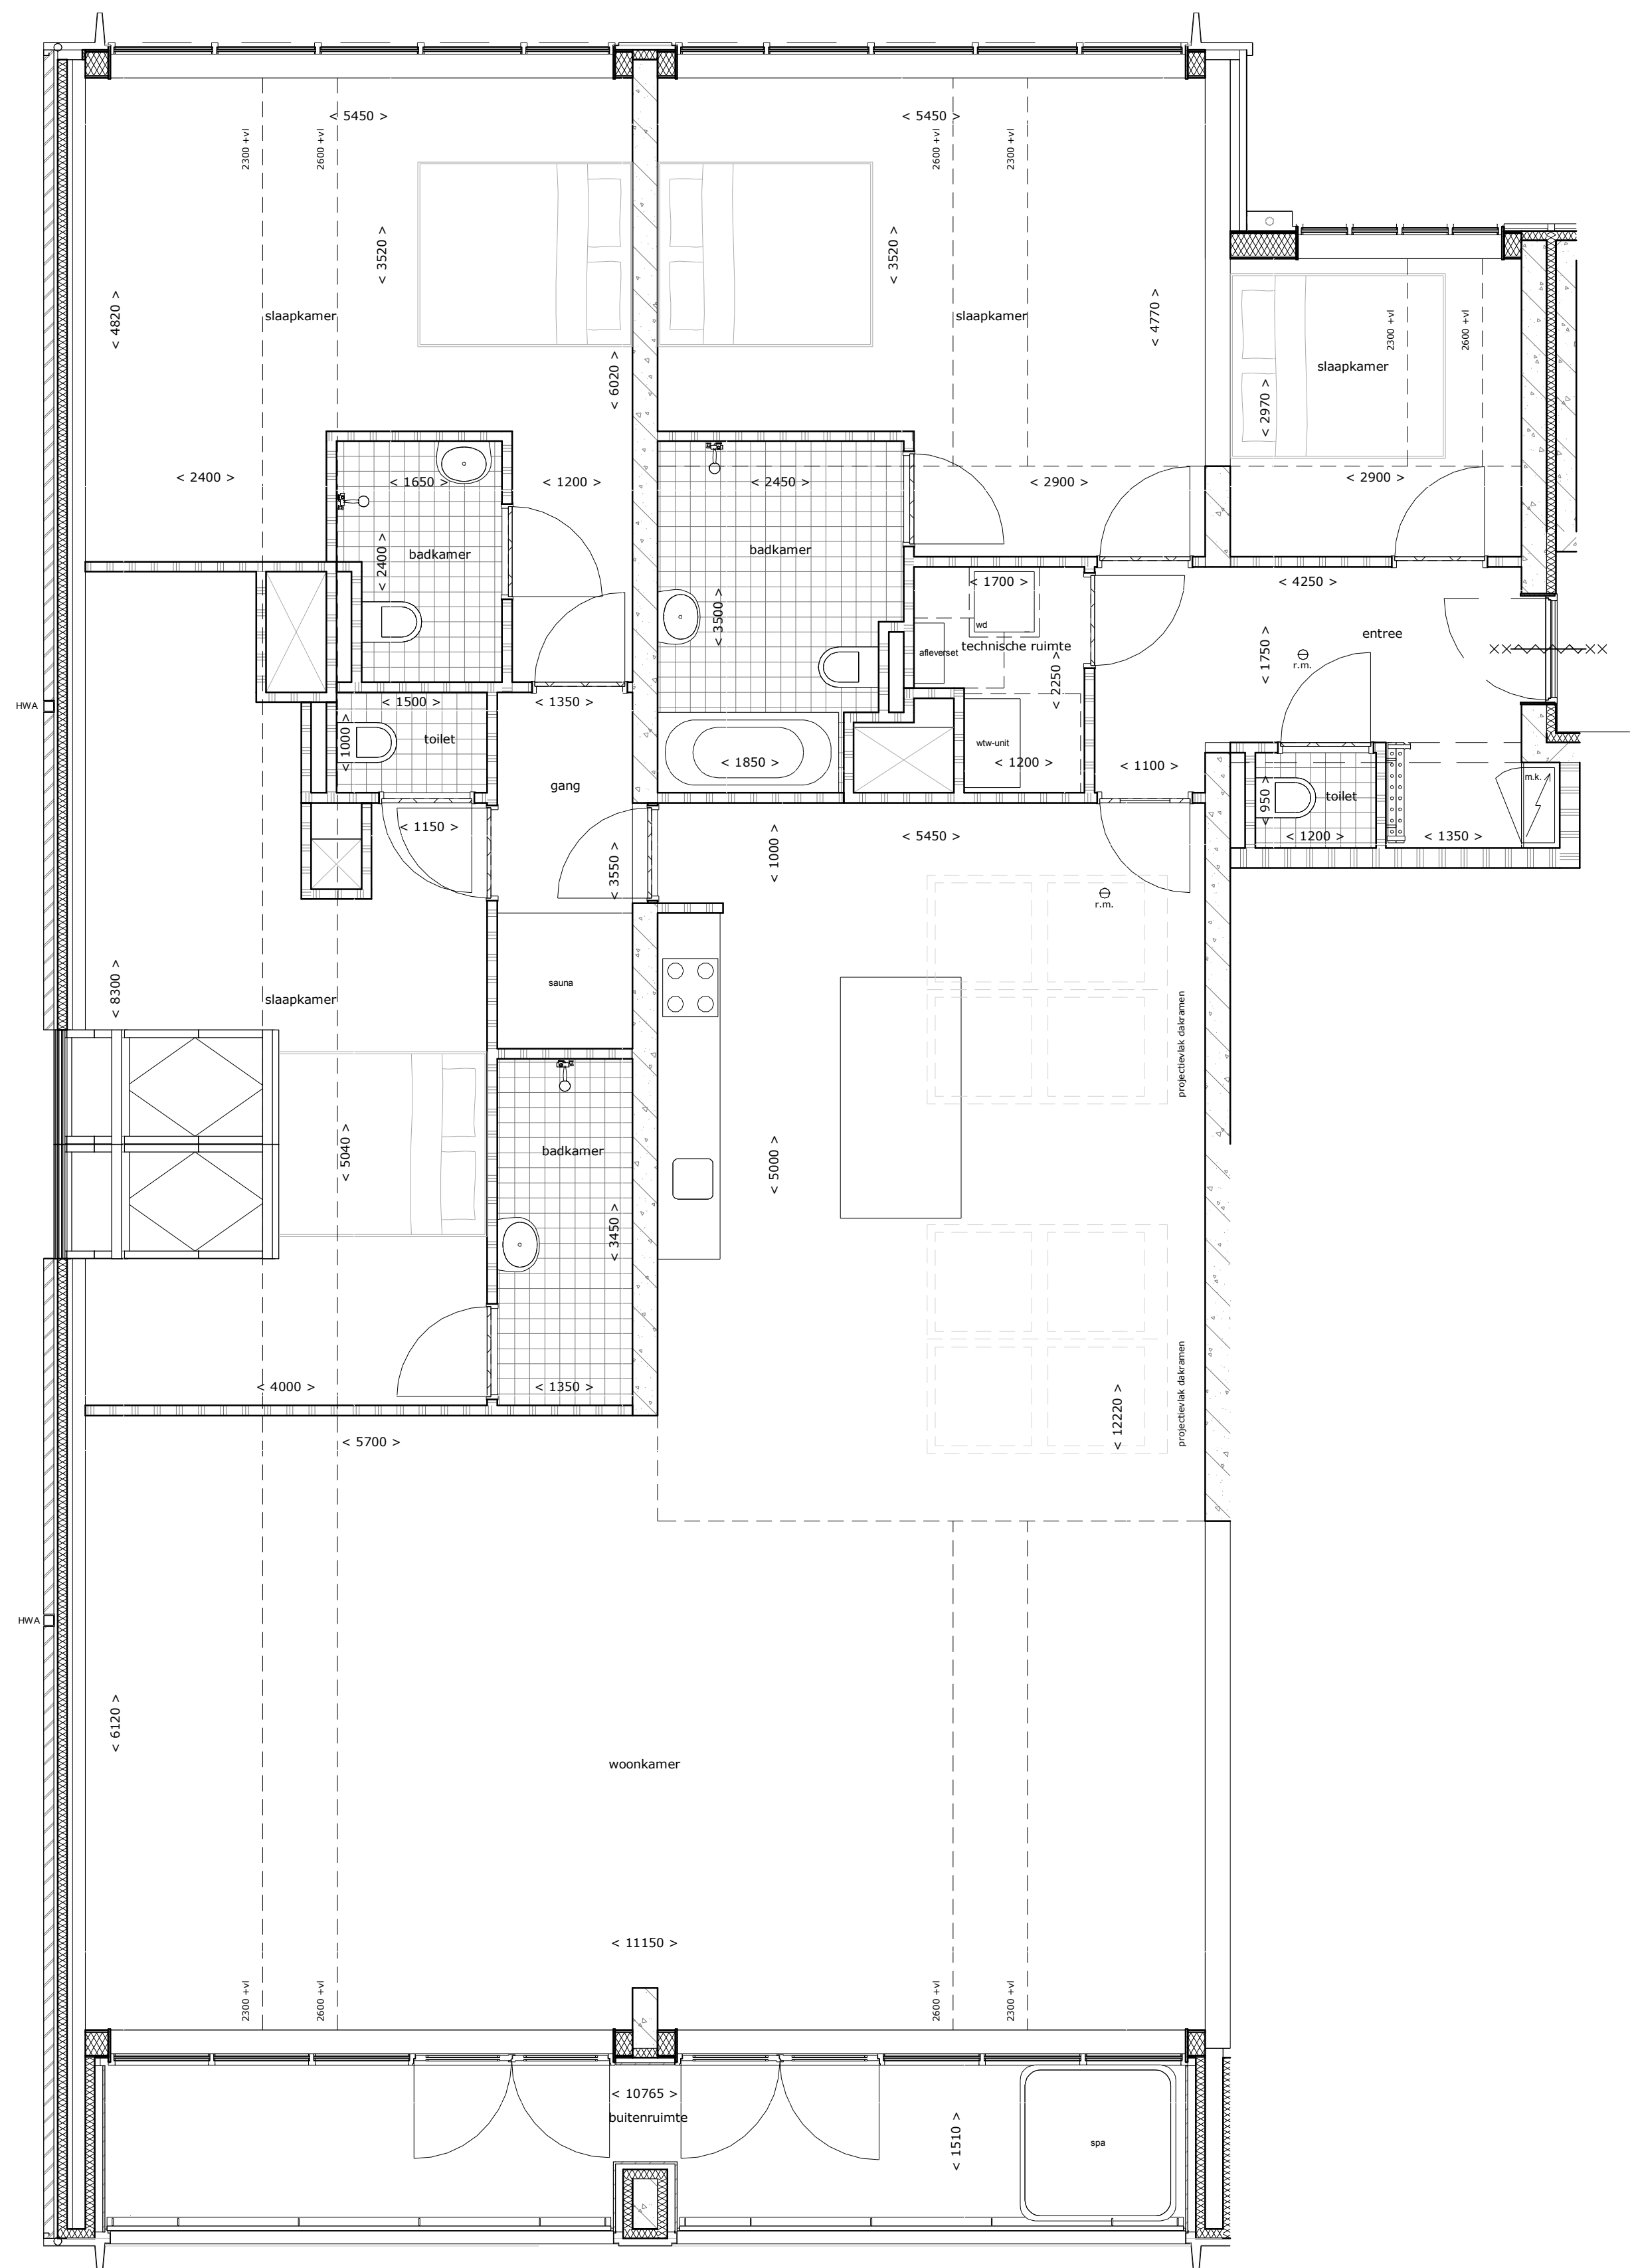 < 5450 >
< 5450 >
2300 +vl
2600 +vl
2600 +vl
2300 +vl
< 3520 >
< 3520 >
< 4820 >
slaapkamer
slaapkamer
< 4770 >
2300 +vl
2600 +vl
slaapkamer
< 6020 >
< 2970 >
< 2400 >
< 1650 >
< 1200 >
< 2450 >
< 2900 >
< 2900 >
badkamer
< 2400 >
badkamer
< 3500 >
< 1700 >
wd
afleverset
technische ruimte
< 2250 >
< 4250 >
entree
< 1750 >
r.m.
HWA
< 1500 >
< 1350 >
< 1000 >
toilet
gang
< 1850 >
wtw-unit
< 1200 >
< 1100 >
< 950 >
toilet
m.k.
< 1200 >
< 1350 >
< 1150 >
< 3550 >
< 1000 >
< 5450 >
r.m.
< 8300 >
slaapkamer
sauna
projectievlak dakramen
< 5040 >
badkamer
< 5000 >
< 3450 >
< 4000 >
< 1350 >
projectievlak dakramen
< 12220 >
< 5700 >
HWA
< 6120 >
woonkamer
< 11150 >
2300 +vl
2600 +vl
2600 +vl
2300 +vl
< 10765 >
buitenruimte
< 1510 >
spa